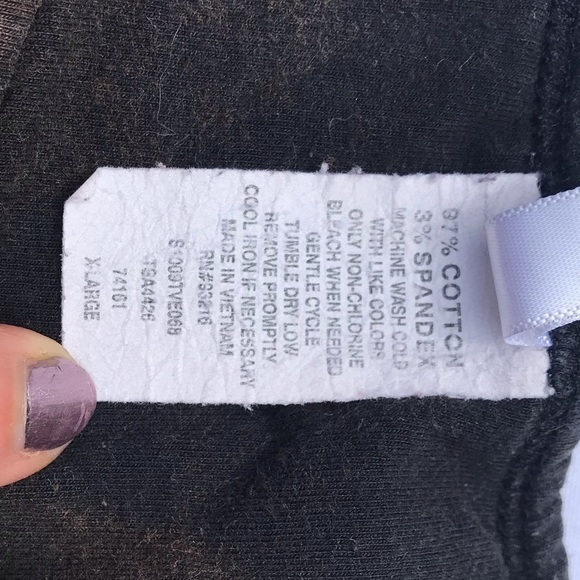 97% COTTON
3% SPANDEX
MACHINE WASH COLD
WITH LIKE COLORS
ONLY NON-CHLORINE
BLEACH WHEN NEEDED
GENTLE CYCLE
TUMBLE DRY LOW
REMOVE PROMPTLY
COOL IRON IF NECESSARY
MADE IN VIETNAM
74161
X-LARGE